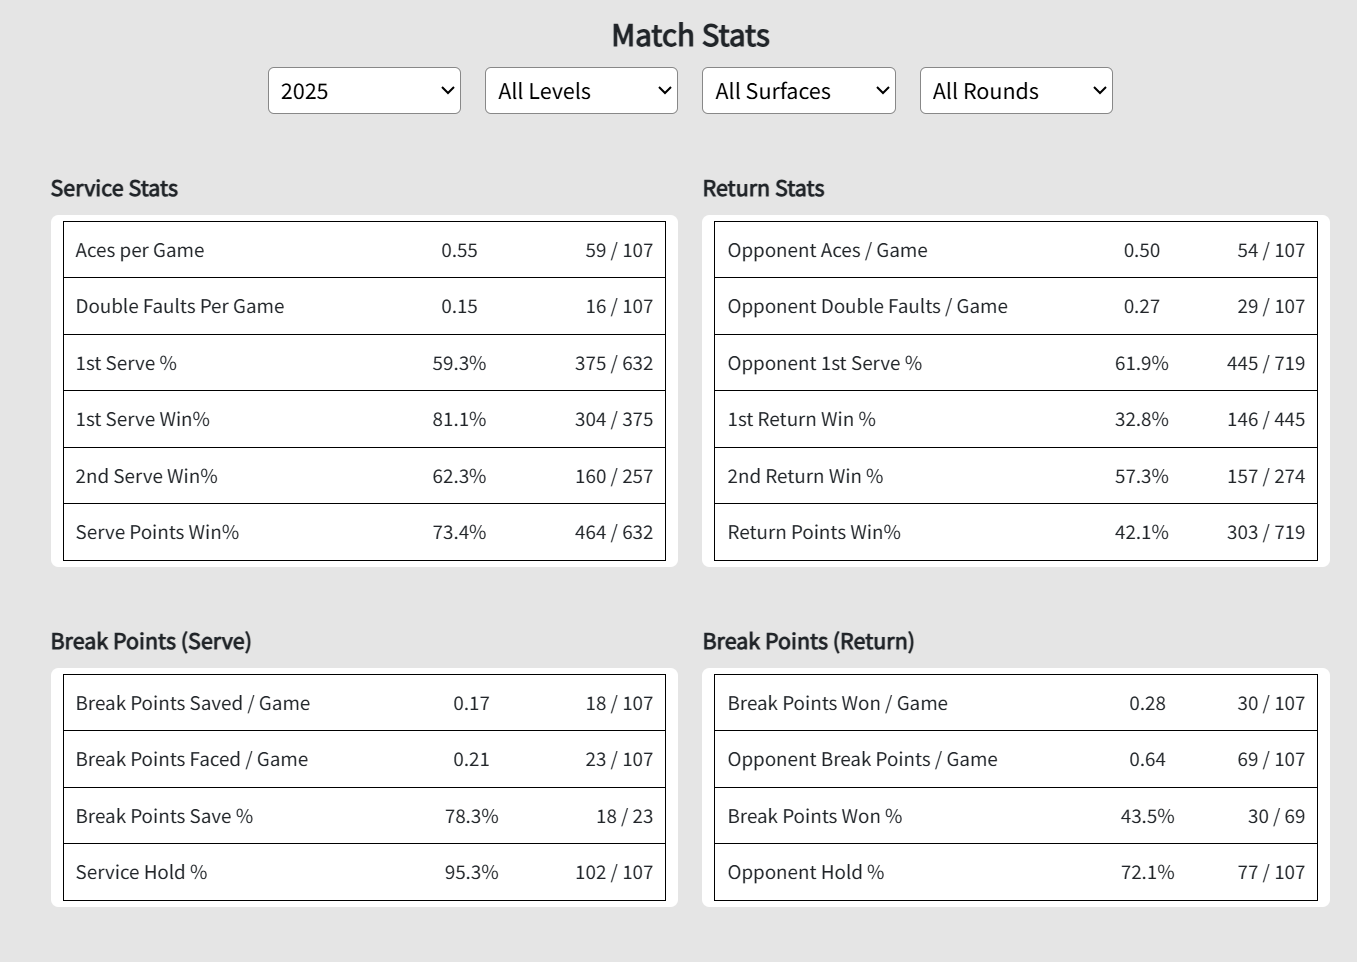 Match Stats
2025 All Levels All Surfaces All Rounds
Service Stats
Aces per Game 0.55 59 / 107
Double Faults Per Game 0.15 16 / 107
1st Serve % 59.3% 375 / 632
1st Serve Win% 81.1% 304 / 375
2nd Serve Win% 62.3% 160 / 257
Serve Points Win% 73.4% 464 / 632
Return Stats
Opponent Aces / Game 0.50 54 / 107
Opponent Double Faults / Game 0.27 29 / 107
Opponent 1st Serve % 61.9% 445 / 719
1st Return Win % 32.8% 146 / 445
2nd Return Win % 57.3% 157 / 274
Return Points Win% 42.1% 303 / 719
Break Points (Serve)
Break Points Saved / Game 0.17 18 / 107
Break Points Faced / Game 0.21 23 / 107
Break Points Save % 78.3% 18 / 23
Service Hold % 95.3% 102 / 107
Break Points (Return)
Break Points Won / Game 0.28 30 / 107
Opponent Break Points / Game 0.64 69 / 107
Break Points Won % 43.5% 30 / 69
Opponent Hold % 72.1% 77 / 107